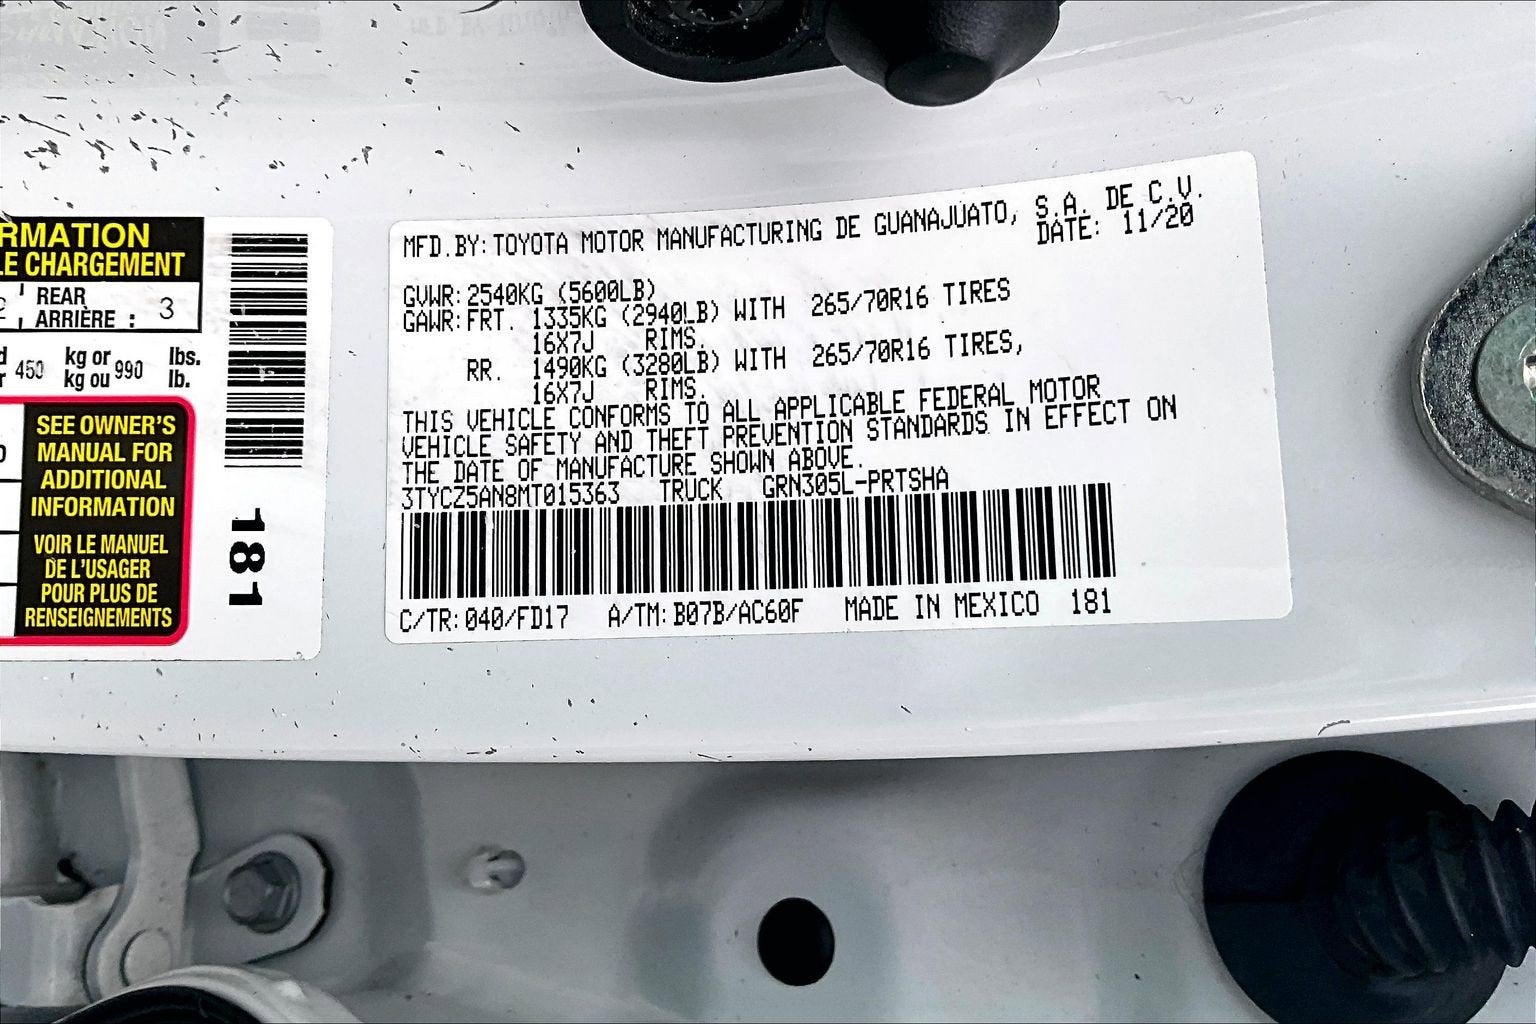 RMATION
LE CHARGEMENT
REAR
ARRIÈRE : 3
450 kg or 990 lbs.
kg ou lb.
SEE OWNER'S
MANUAL FOR
ADDITIONAL
INFORMATION
VOIR LE MANUEL
DE L'USAGER
POUR PLUS DE
RENSEIGNEMENTS
181
MFD.BY:TOYOTA MOTOR MANUFACTURING DE GUANAJUATO, S.A. DE C.V.
DATE: 11/20
GVWR:2540KG (5600LB)
GAWR:FRT. 1335KG (2940LB) WITH 265/70R16 TIRES
16X7J RIMS.
RR. 1490KG (3280LB) WITH 265/70R16 TIRES,
16X7J RIMS.
THIS VEHICLE CONFORMS TO ALL APPLICABLE FEDERAL MOTOR
VEHICLE SAFETY AND THEFT PREVENTION STANDARDS IN EFFECT ON
THE DATE OF MANUFACTURE SHOWN ABOVE.
3TYCZ5AN8MT015363 TRUCK GRN305L-PRTSHA
C/TR:040/FD17 A/TM:B07B/AC60F MADE IN MEXICO 181